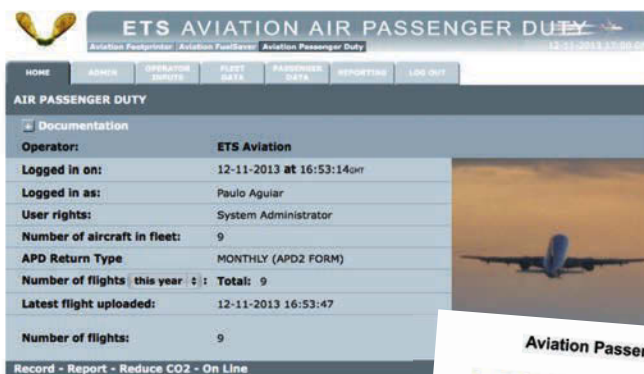 ETS AVIATION AIR PASSENGER DUTY
Aviation Footprinter Aviation FuelSaver Aviation Passenger Duty
HOME ADMIN OPERATOR INPUTS FLEET DATA PASSENGER DATA REPORTING LOG OUT
AIR PASSENGER DUTY
+ Documentation
Operator: ETS Aviation
Logged in on: 12-11-2013 at 16:53:14GMT
Logged in as: Paulo Aguiar
User rights: System Administrator
Number of aircraft in fleet: 9
APD Return Type MONTHLY (APD2 FORM)
Number of flights this year : Total: 9
Latest flight uploaded: 12-11-2013 16:53:47
Number of flights: 9
Aviation Passen
Record - Report - Reduce CO2 - On Line